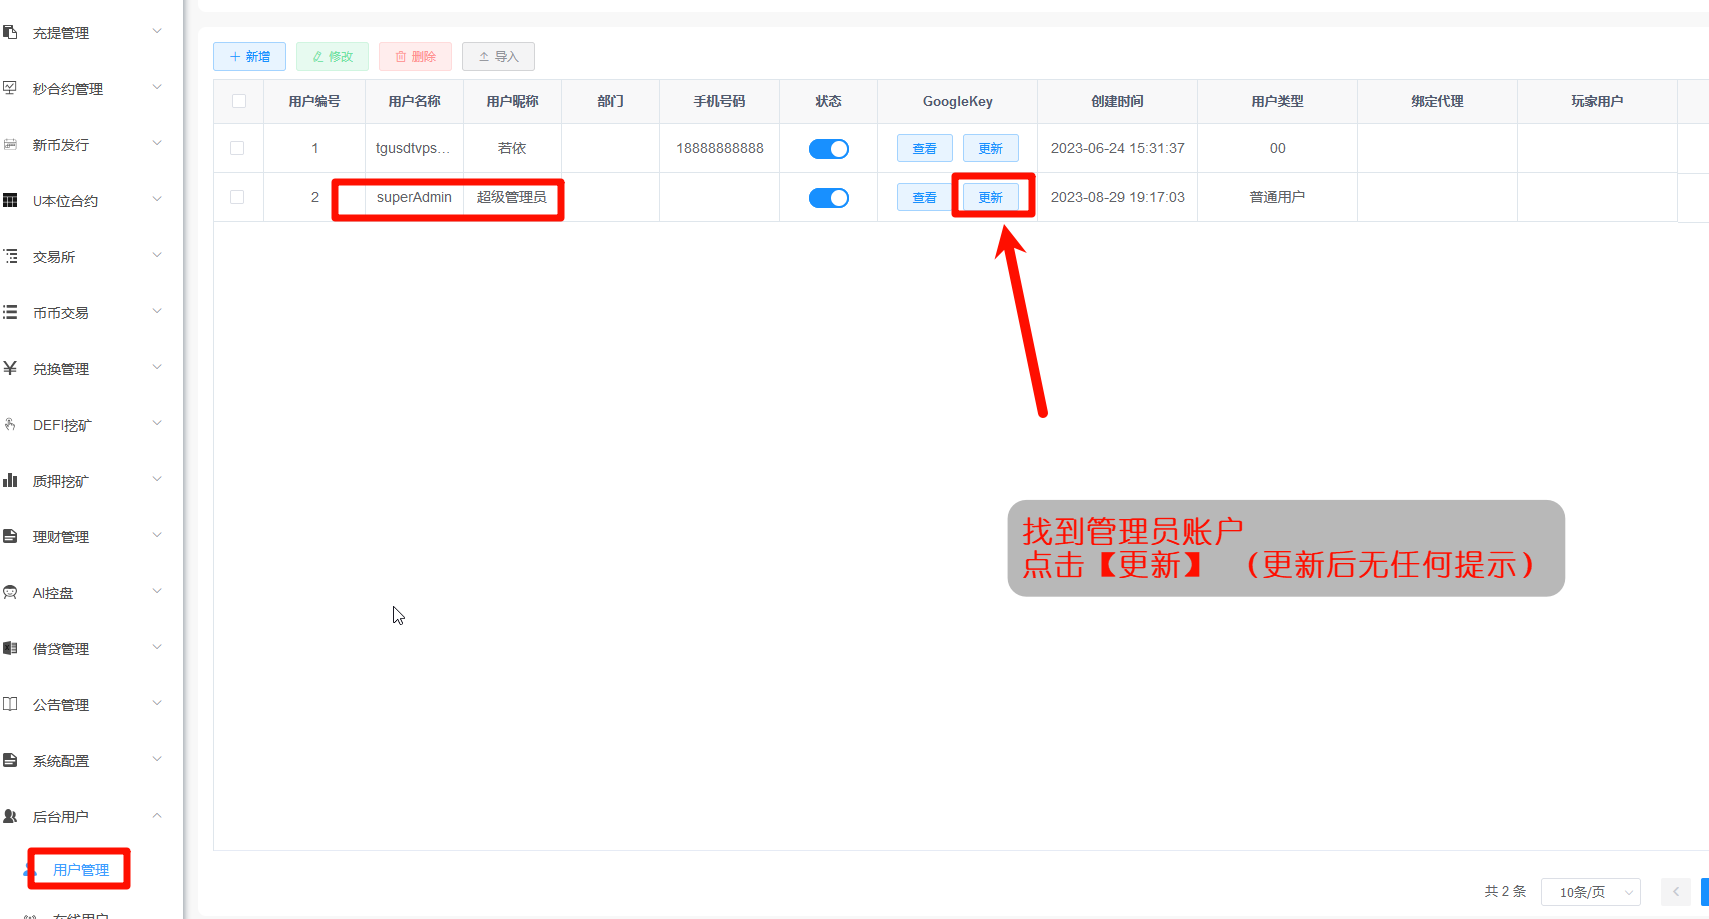 充提管理
秒合约管理
新币发行
U本位合约
交易所
币币交易
兑换管理
DEFI挖矿
质押挖矿
理财管理
AI控盘
借贷管理
公告管理
系统配置
后台用户
用户管理
在线用户
新增 修改 删除 导入
用户编号 用户名称 用户昵称 部门 手机号码 状态 GoogleKey 创建时间 用户类型 绑定代理 玩家用户
1 tgusdtvps... 若依 18888888888 查看 更新 2023-06-24 15:31:37 00
2 superAdmin 超级管理员 查看 更新 2023-08-29 19:17:03 普通用户
找到管理员账户
点击【更新】 （更新后无任何提示）
共 2 条 10条/页